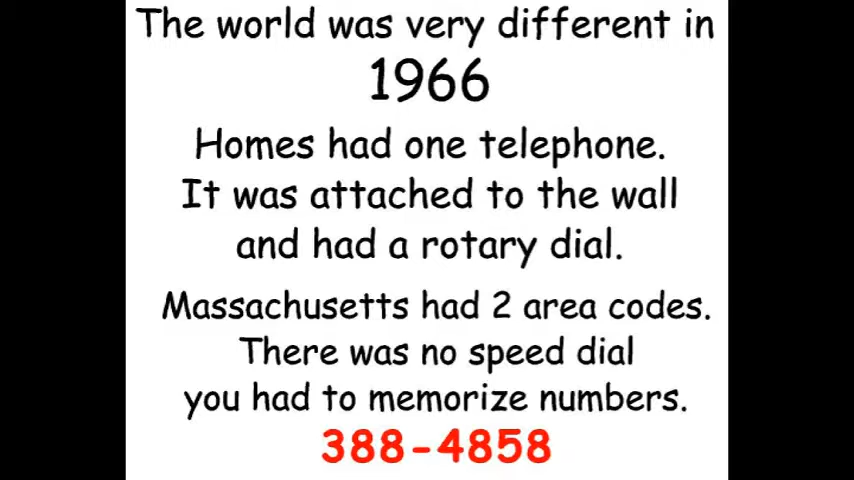 The world was very different in
1966
Homes had one telephone.
It was attached to the wall
and had a rotary dial.
Massachusetts had 2 area codes.
There was no speed dial
you had to memorize numbers.
388-4858